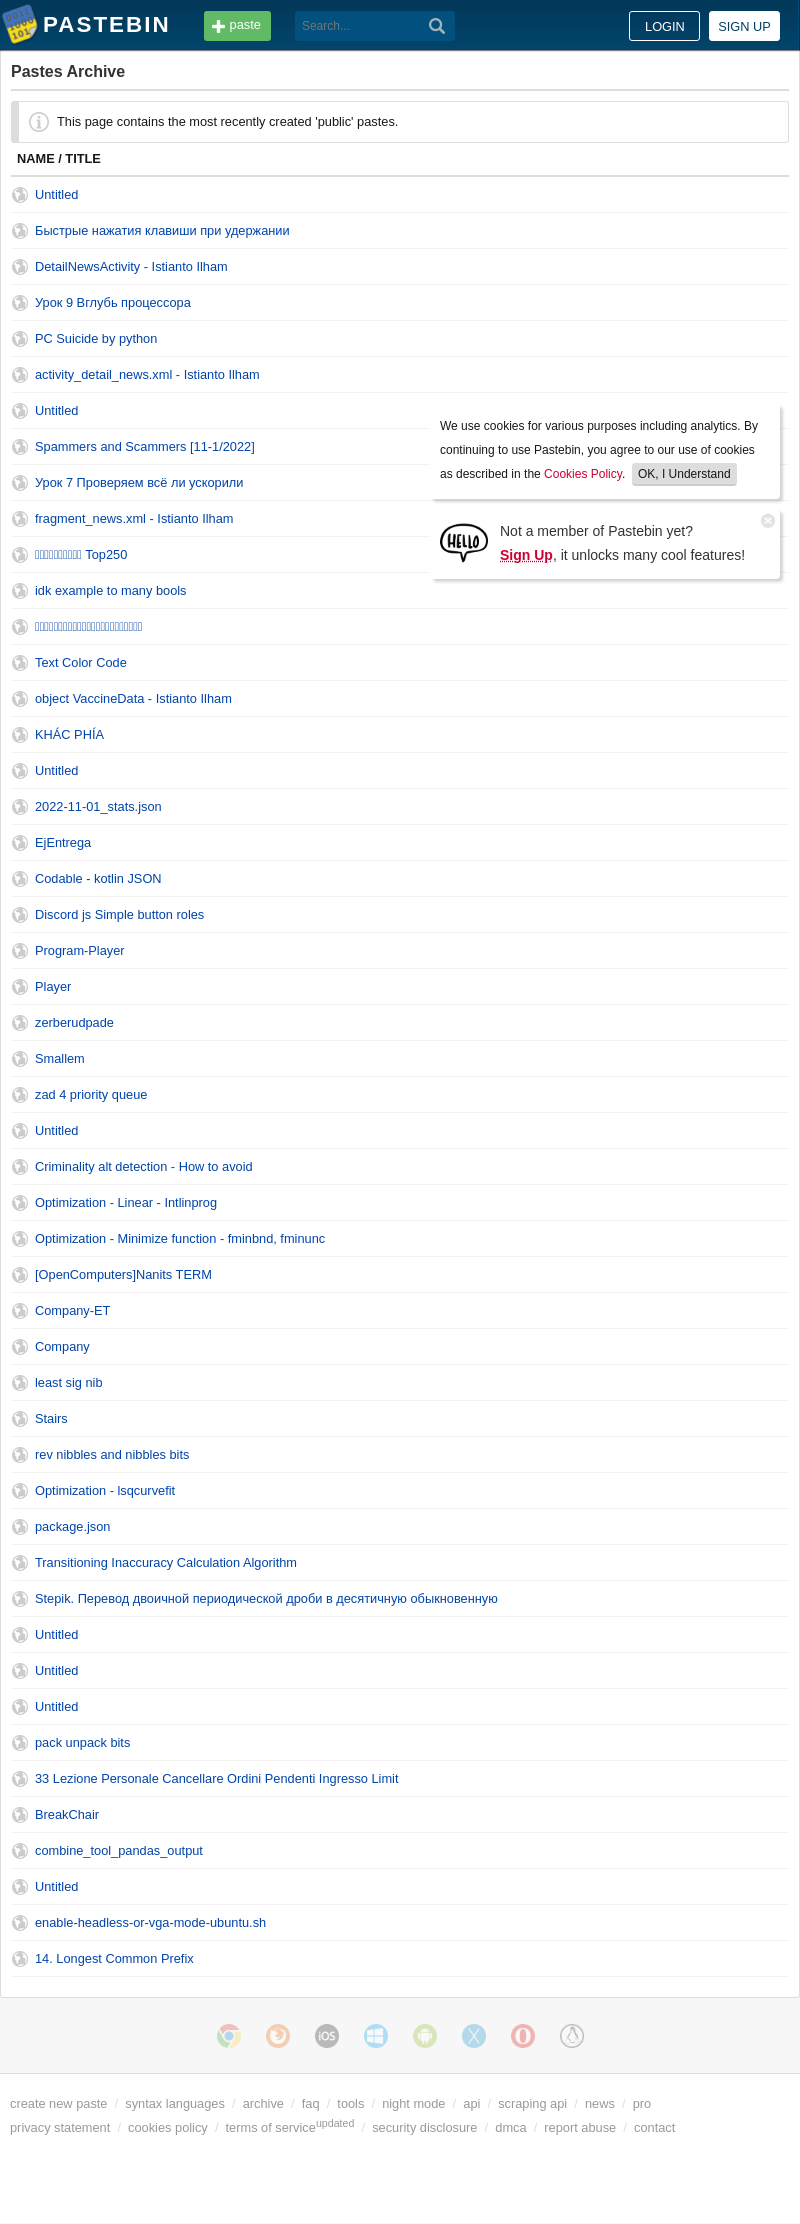 PASTEBIN
paste
Search...
LOGIN
SIGN UP
Pastes Archive
This page contains the most recently created 'public' pastes.
NAME / TITLE
Untitled
Быстрые нажатия клавиши при удержании
DetailNewsActivity - Istianto Ilham
Урок 9 Вглубь процессора
PC Suicide by python
activity_detail_news.xml - Istianto Ilham
Untitled
Spammers and Scammers [11-1/2022]
Урок 7 Проверяем всё ли ускорили
fragment_news.xml - Istianto Ilham
Top250
idk example to many bools
Text Color Code
object VaccineData - Istianto Ilham
KHÁC PHÍA
Untitled
2022-11-01_stats.json
EjEntrega
Codable - kotlin JSON
Discord js Simple button roles
Program-Player
Player
zerberudpade
Smallem
zad 4 priority queue
Untitled
Criminality alt detection - How to avoid
Optimization - Linear - Intlinprog
Optimization - Minimize function - fminbnd, fminunc
[OpenComputers]Nanits TERM
Company-ET
Company
least sig nib
Stairs
rev nibbles and nibbles bits
Optimization - lsqcurvefit
package.json
Transitioning Inaccuracy Calculation Algorithm
Stepik. Перевод двоичной периодической дроби в десятичную обыкновенную
Untitled
Untitled
Untitled
pack unpack bits
33 Lezione Personale Cancellare Ordini Pendenti Ingresso Limit
BreakChair
combine_tool_pandas_output
Untitled
enable-headless-or-vga-mode-ubuntu.sh
14. Longest Common Prefix
We use cookies for various purposes including analytics. By
continuing to use Pastebin, you agree to our use of cookies
as described in the Cookies Policy. OK, I Understand
HELLO
Not a member of Pastebin yet?
Sign Up, it unlocks many cool features!
iOS
create new paste / syntax languages / archive / faq / tools / night mode / api / scraping api / news / pro
privacy statement / cookies policy / terms of service updated / security disclosure / dmca / report abuse / contact